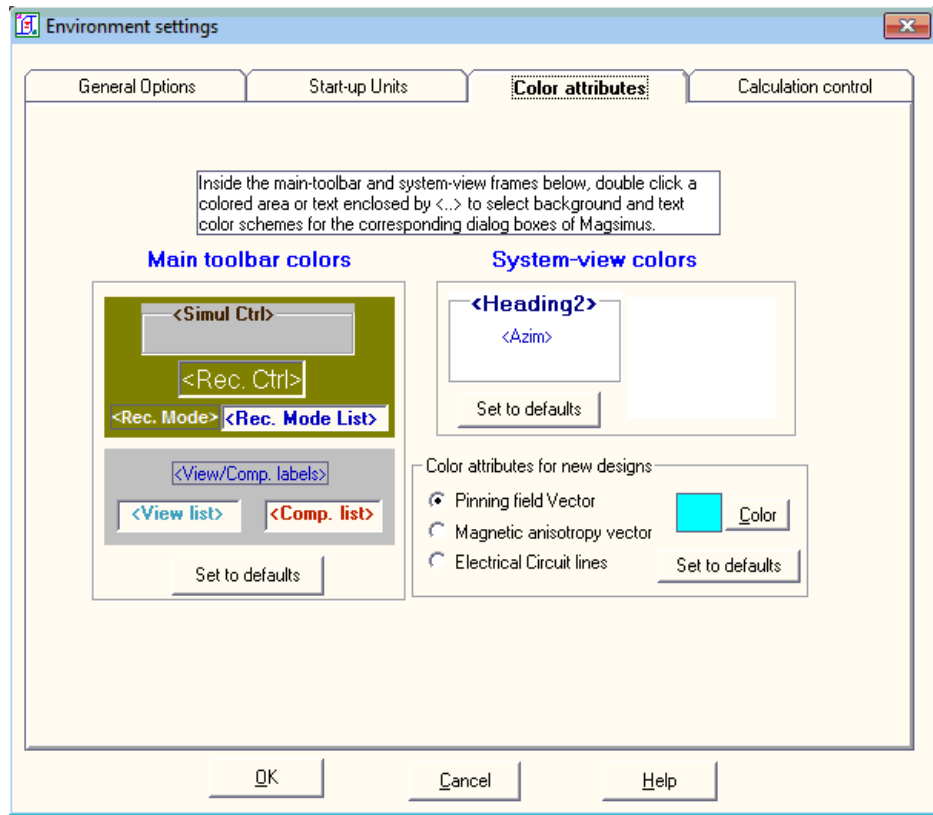 Environment settings
General Options
Start-up Units
Color attributes
Calculation control
Inside the main-toolbar and system-view frames below, double click a
colored area or text enclosed by <..> to select background and text
color schemes for the corresponding dialog boxes of Magsimus.
Main toolbar colors
<Simul Ctrl>
<Rec. Ctrl>
<Rec. Mode> <Rec. Mode List>
<View/Comp. labels>
<View list> <Comp. list>
Set to defaults
System-view colors
<Heading2>
<Azim>
Set to defaults
Color attributes for new designs
Pinning field Vector
Magnetic anisotropy vector
Electrical Circuit lines
Color
Set to defaults
OK
Cancel
Help